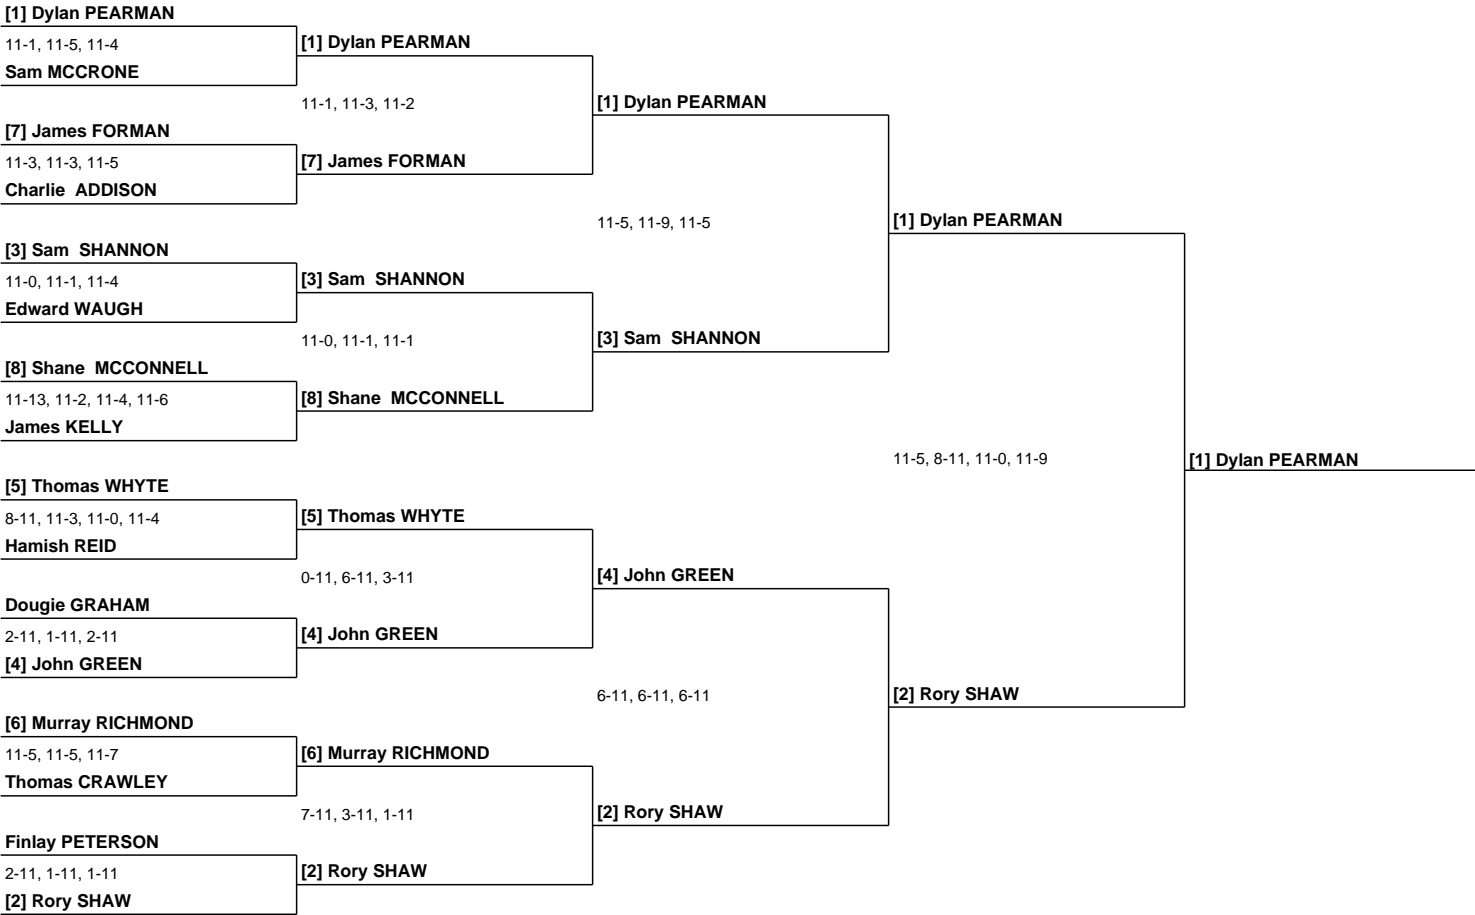 [1] Dylan PEARMAN
11-1, 11-5, 11-4
Sam MCCRONE
[7] James FORMAN
11-3, 11-3, 11-5
Charlie  ADDISON
[3] Sam  SHANNON
11-0, 11-1, 11-4
Edward WAUGH
[8] Shane  MCCONNELL
11-13, 11-2, 11-4, 11-6
James KELLY
[5] Thomas WHYTE
8-11, 11-3, 11-0, 11-4
Hamish REID
Dougie GRAHAM
2-11, 1-11, 2-11
[4] John GREEN
[6] Murray RICHMOND
11-5, 11-5, 11-7
Thomas CRAWLEY
Finlay PETERSON
2-11, 1-11, 1-11
[2] Rory SHAW
[1] Dylan PEARMAN
11-1, 11-3, 11-2
[7] James FORMAN
[3] Sam  SHANNON
11-0, 11-1, 11-1
[8] Shane  MCCONNELL
[5] Thomas WHYTE
0-11, 6-11, 3-11
[4] John GREEN
[6] Murray RICHMOND
7-11, 3-11, 1-11
[2] Rory SHAW
[1] Dylan PEARMAN
11-5, 11-9, 11-5
[3] Sam  SHANNON
[4] John GREEN
6-11, 6-11, 6-11
[2] Rory SHAW
[1] Dylan PEARMAN
11-5, 8-11, 11-0, 11-9
[2] Rory SHAW
[1] Dylan PEARMAN